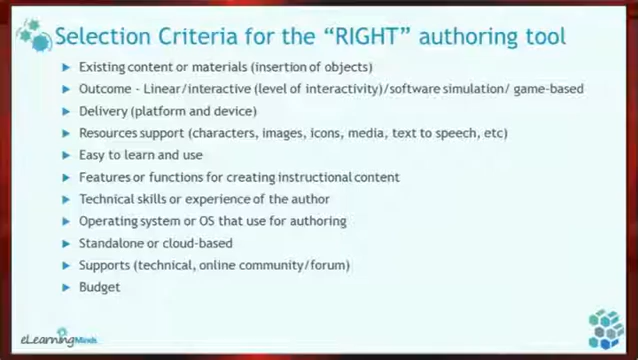 Selection Criteria for the “RIGHT” authoring tool
Existing content or materials (insertion of objects)
Outcome - Linear/interactive (level of interactivity)/software simulation/ game-based
Delivery (platform and device)
Resources support (characters, images, icons, media, text to speech, etc)
Easy to learn and use
Features or functions for creating instructional content
Technical skills or experience of the author
Operating system or OS that use for authoring
Standalone or cloud-based
Supports (technical, online community/forum)
Budget
eLearningMinds